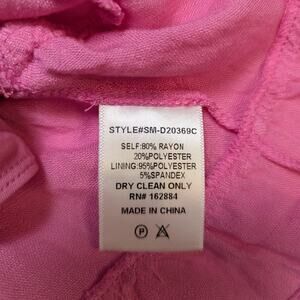 STYLE#SM-D20369C
SELF:80% RAYON
20%POLYESTER
LINING:95%POLYESTER
5%SPANDEX
DRY CLEAN ONLY
RN# 162884
MADE IN CHINA
P